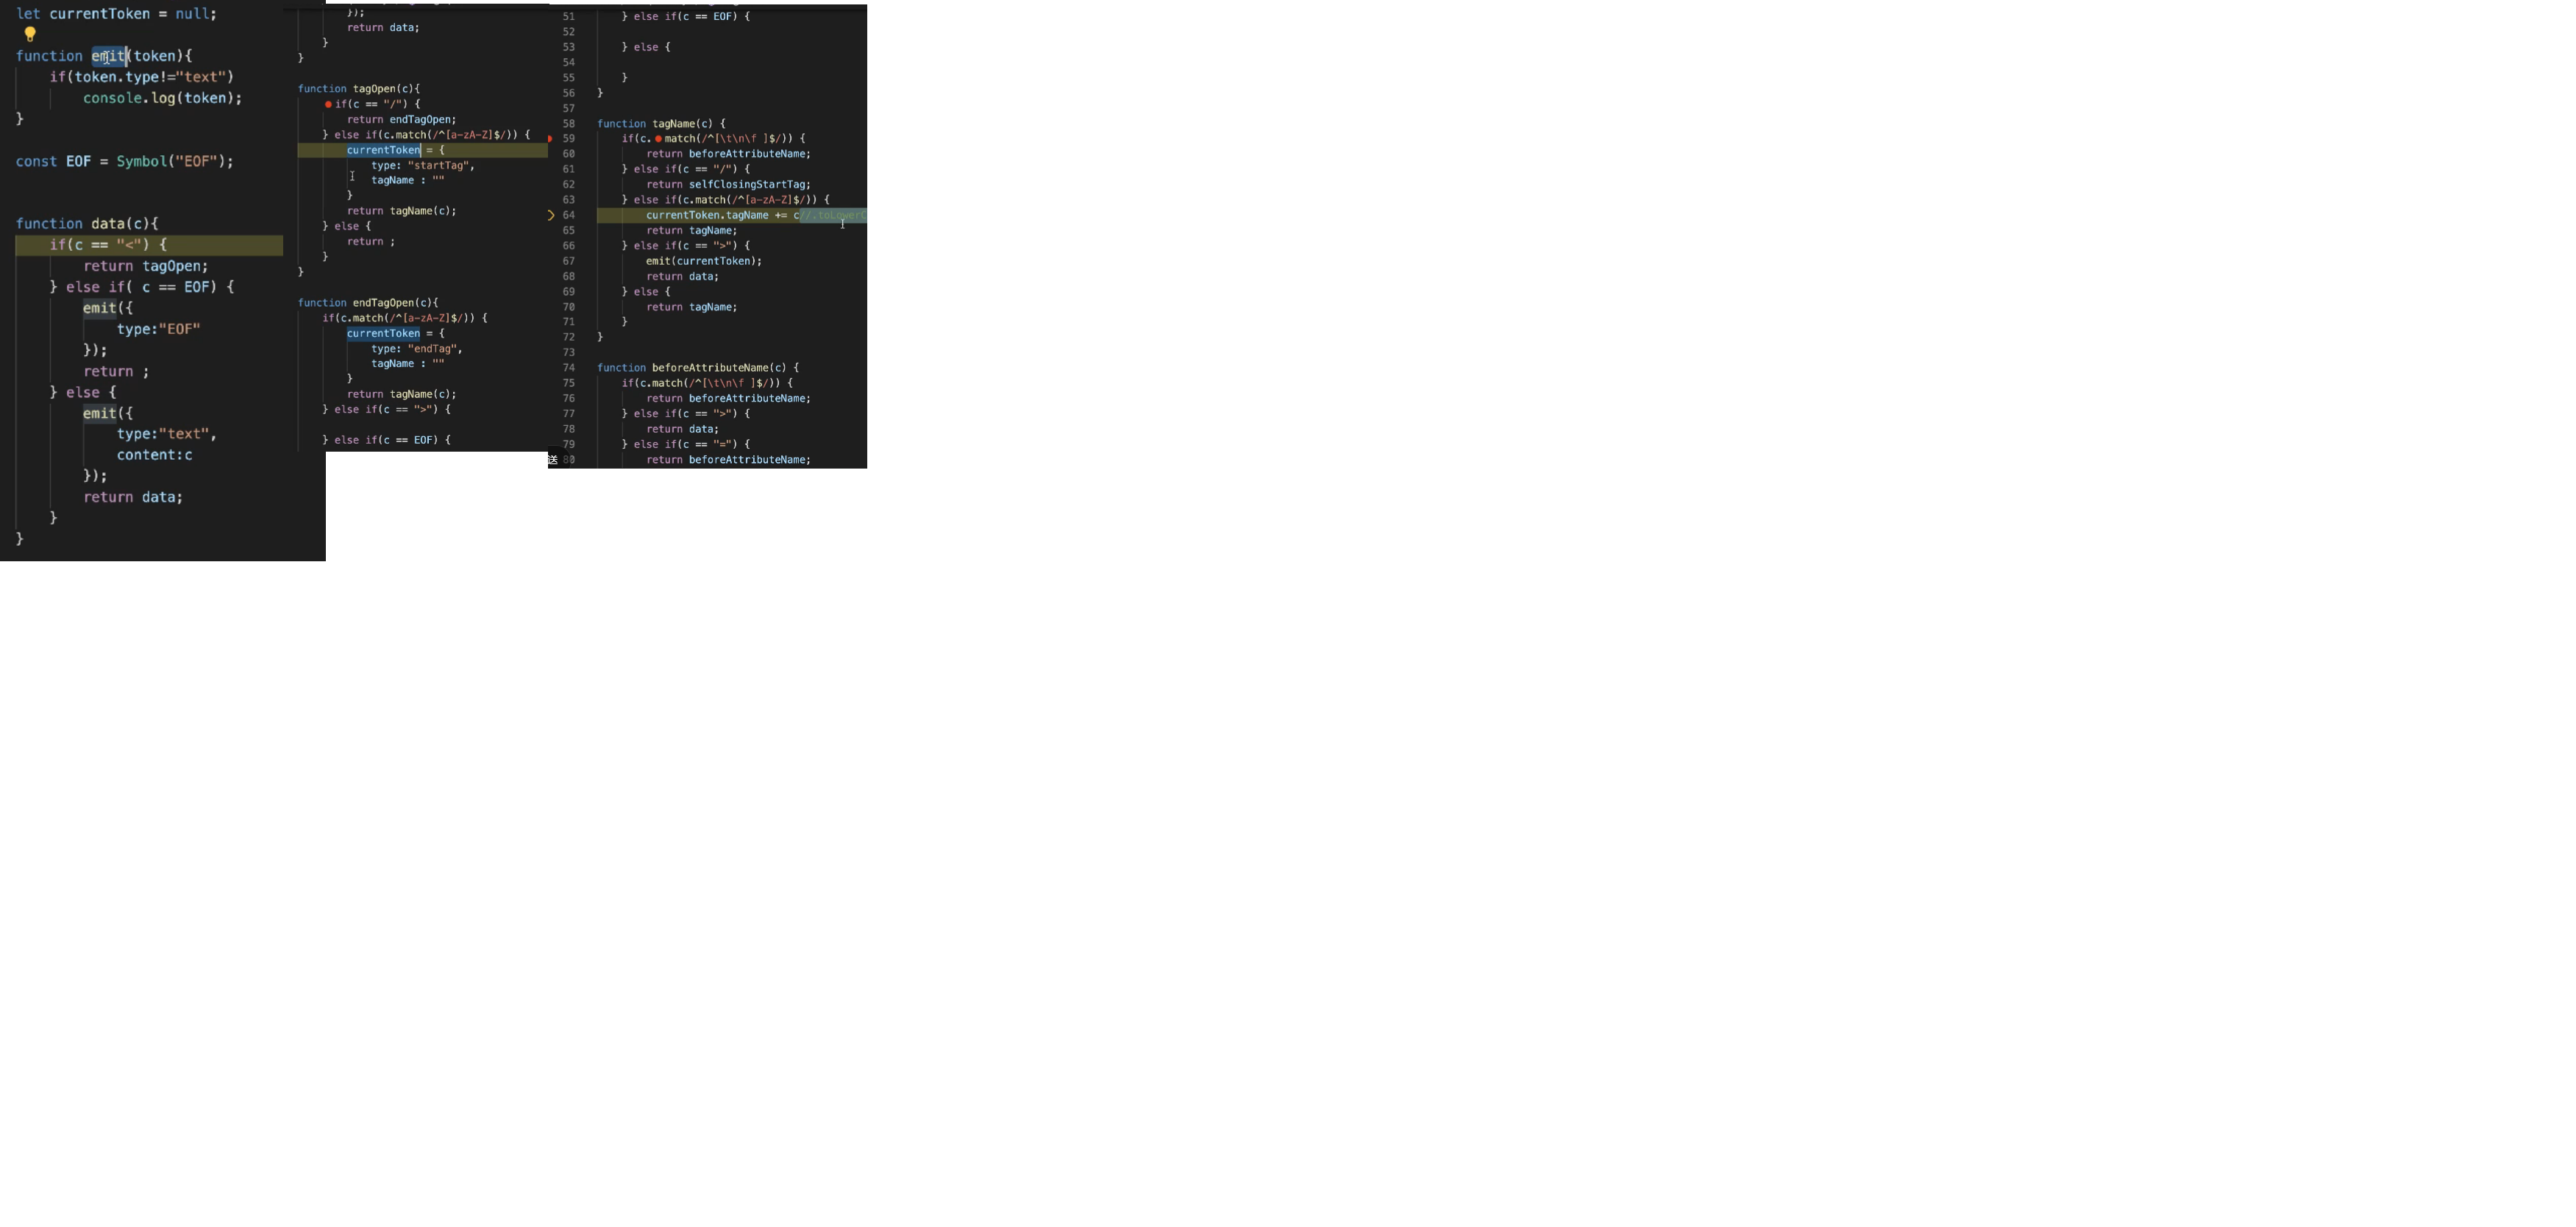 let currentToken = null;
function emit(token){
if(token.type!="text")
console.log(token);
}
const EOF = Symbol("EOF");
function data(c){
if(c == "<") {
return tagOpen;
} else if( c == EOF) {
emit({
type:"EOF"
});
return ;
} else {
emit({
type:"text",
content:c
});
return data;
}
}
});
return data;
}
}
function tagOpen(c){
if(c == "/") {
return endTagOpen;
} else if(c.match(/^[a-zA-Z]$/)) {
currentToken = {
type: "startTag",
tagName : ""
}
return tagName(c);
} else {
return ;
}
}
function endTagOpen(c){
if(c.match(/^[a-zA-Z]$/)) {
currentToken = {
type: "endTag",
tagName : ""
}
return tagName(c);
} else if(c == ">") {
} else if(c == EOF) {
51 } else if(c == EOF) {
52
53 } else {
54
55 }
56 }
57
58 function tagName(c) {
59 if(c.match(/^[\t\n\f ]$/)) {
60 return beforeAttributeName;
61 } else if(c == "/") {
62 return selfClosingStartTag;
63 } else if(c.match(/^[a-zA-Z]$/)) {
64 currentToken.tagName += c//.toLowerC
65 return tagName;
66 } else if(c == ">") {
67 emit(currentToken);
68 return data;
69 } else {
70 return tagName;
71 }
72 }
73
74 function beforeAttributeName(c) {
75 if(c.match(/^[\t\n\f ]$/)) {
76 return beforeAttributeName;
77 } else if(c == ">") {
78 return data;
79 } else if(c == "=") {
送 80 return beforeAttributeName;